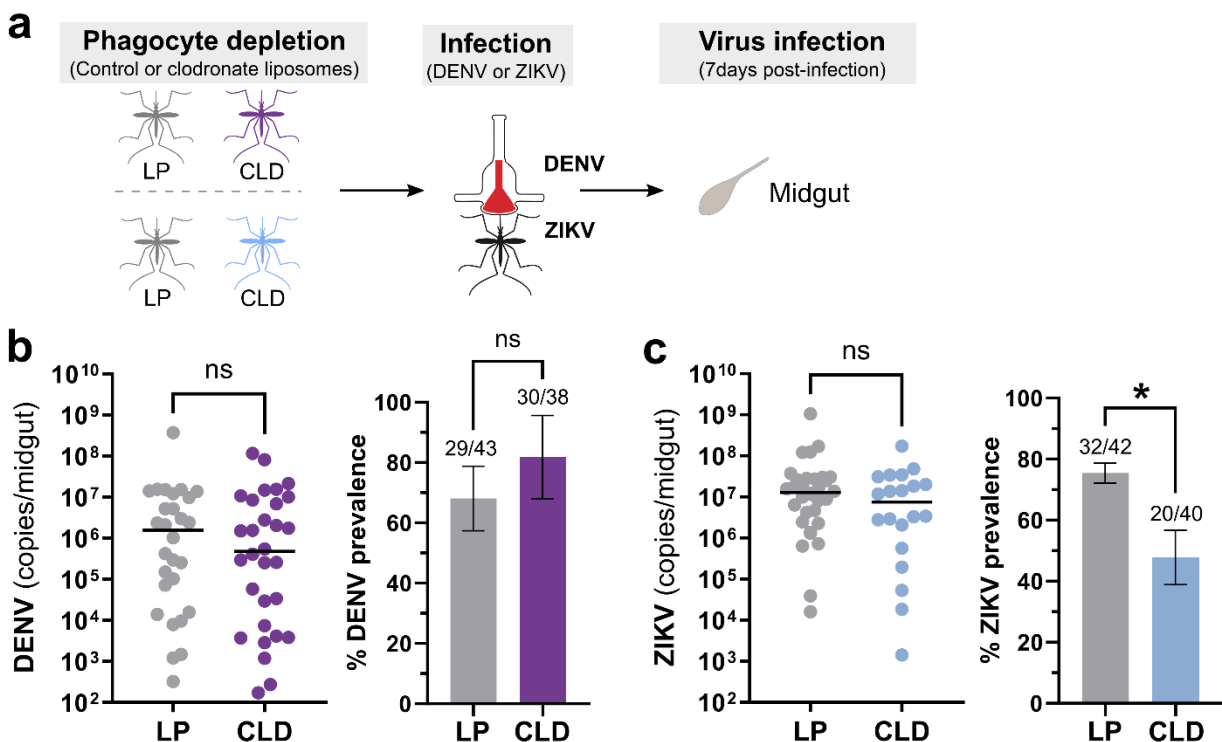 a
Phagocyte depletion
(Control or clodronate liposomes)
Infection
(DENV or ZIKV)
Virus infection
(7days post-infection)
LP
CLD
LP
CLD
DENV
ZIKV
Midgut
b
DENV (copies/midgut)
10^10
10^9
10^8
10^7
10^6
10^5
10^4
10^3
10^2
ns
LP
CLD
% DENV prevalence
100
80
60
40
20
0
ns
29/43
30/38
LP
CLD
c
ZIKV (copies/midgut)
10^10
10^9
10^8
10^7
10^6
10^5
10^4
10^3
10^2
ns
LP
CLD
% ZIKV prevalence
100
80
60
40
20
0
*
32/42
20/40
LP
CLD